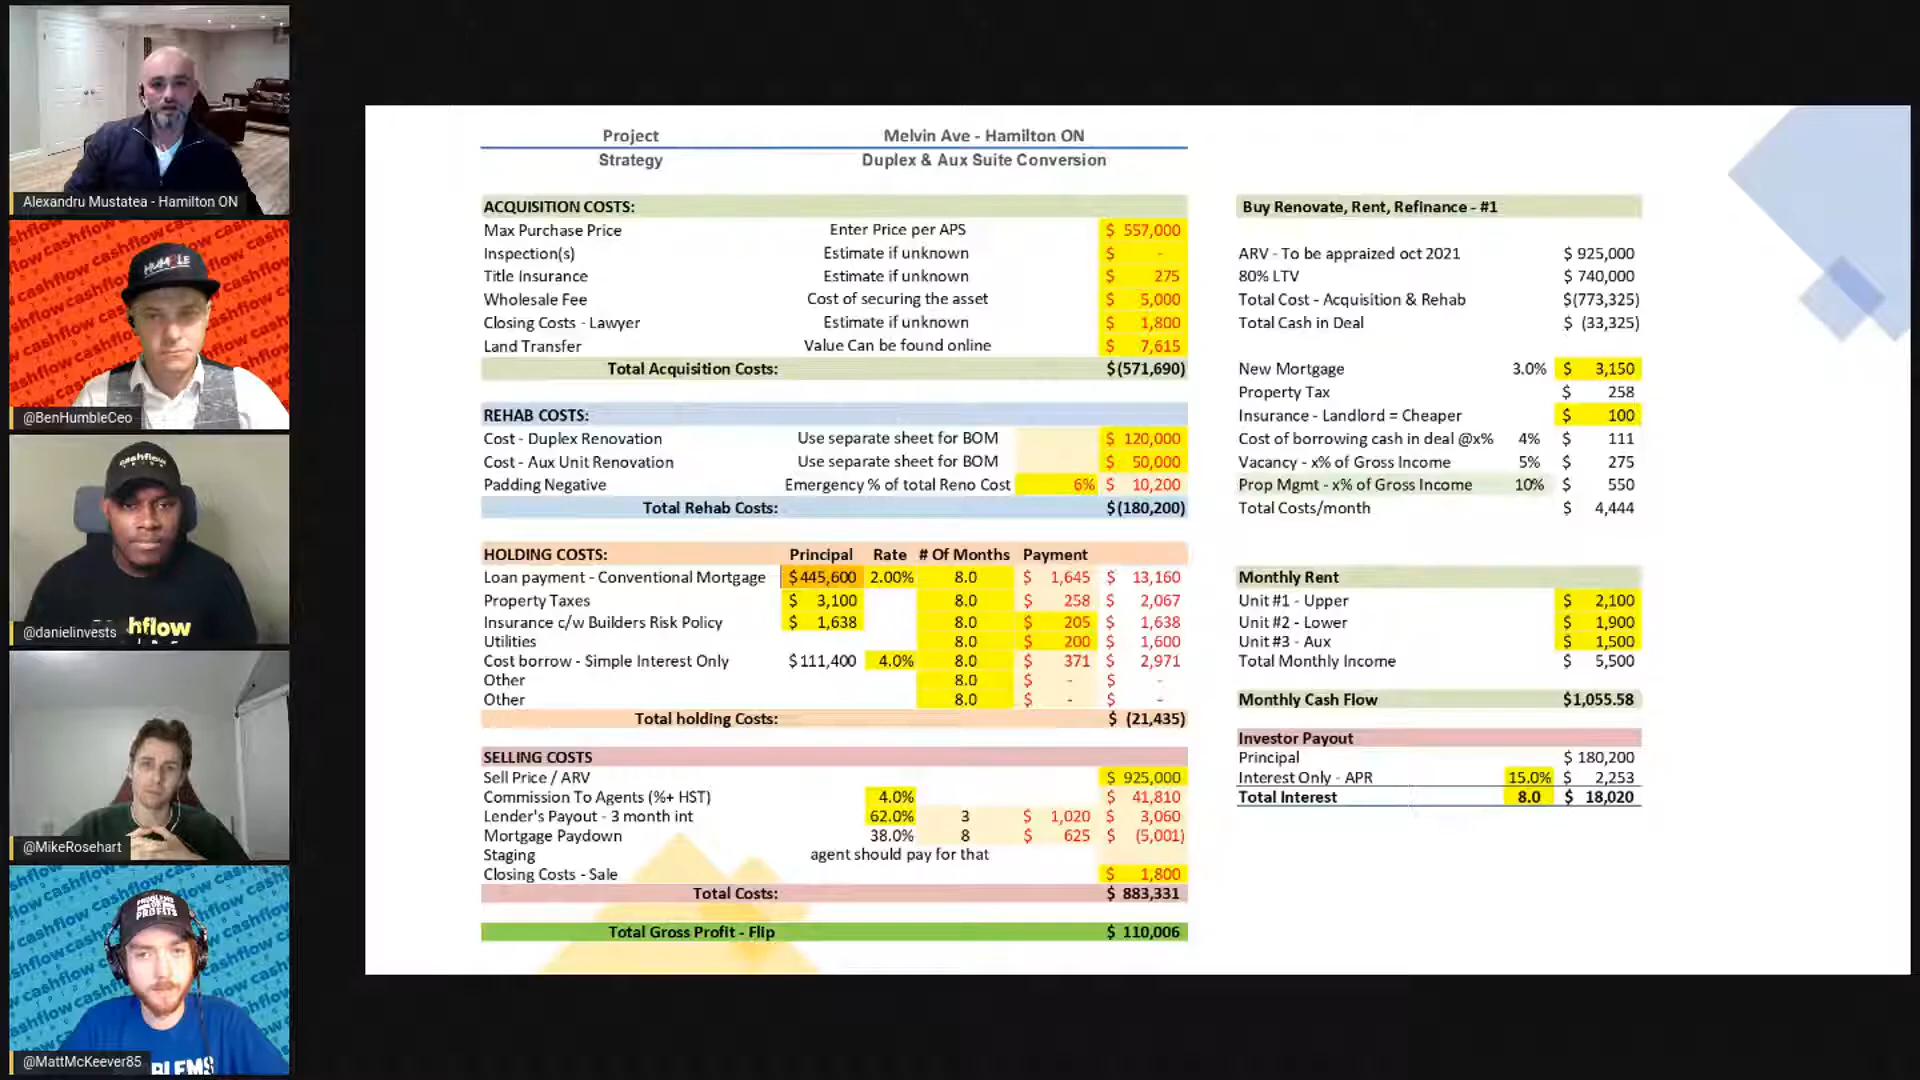 Alexandru Mustatea - Hamilton ON
@BenHumbleCeo
@danielinvests
@MikeRosehart
@MattMcKeever85
HUMBLE
cashflow
cashflow
hflow
PROFITS
BLEMS
Project Melvin Ave - Hamilton ON
Strategy Duplex & Aux Suite Conversion
ACQUISITION COSTS:
Max Purchase Price Enter Price per APS $ 557,000
Inspection(s) Estimate if unknown $ -
Title Insurance Estimate if unknown $ 275
Wholesale Fee Cost of securing the asset $ 5,000
Closing Costs - Lawyer Estimate if unknown $ 1,800
Land Transfer Value Can be found online $ 7,615
Total Acquisition Costs: $(571,690)
REHAB COSTS:
Cost - Duplex Renovation Use separate sheet for BOM $ 120,000
Cost - Aux Unit Renovation Use separate sheet for BOM $ 50,000
Padding Negative Emergency % of total Reno Cost 6% $ 10,200
Total Rehab Costs: $(180,200)
HOLDING COSTS: Principal Rate # Of Months Payment
Loan payment - Conventional Mortgage $445,600 2.00% 8.0 $ 1,645 $ 13,160
Property Taxes $ 3,100 8.0 $ 258 $ 2,067
Insurance c/w Builders Risk Policy $ 1,638 8.0 $ 205 $ 1,638
Utilities 8.0 $ 200 $ 1,600
Cost borrow - Simple Interest Only $111,400 4.0% 8.0 $ 371 $ 2,971
Other 8.0 $ - $ -
Other 8.0 $ - $ -
Total holding Costs: $ (21,435)
SELLING COSTS
Sell Price / ARV $ 925,000
Commission To Agents (%+ HST) 4.0% $ 41,810
Lender's Payout - 3 month int 62.0% 3 $ 1,020 $ 3,060
Mortgage Paydown 38.0% 8 $ 625 $ (5,001)
Staging agent should pay for that
Closing Costs - Sale $ 1,800
Total Costs: $ 883,331
Total Gross Profit - Flip $ 110,006
Buy Renovate, Rent, Refinance - #1
ARV - To be appraized oct 2021 $ 925,000
80% LTV $ 740,000
Total Cost - Acquisition & Rehab $(773,325)
Total Cash in Deal $ (33,325)
New Mortgage 3.0% $ 3,150
Property Tax $ 258
Insurance - Landlord = Cheaper $ 100
Cost of borrowing cash in deal @x% 4% $ 111
Vacancy - x% of Gross Income 5% $ 275
Prop Mgmt - x% of Gross Income 10% $ 550
Total Costs/month $ 4,444
Monthly Rent
Unit #1 - Upper $ 2,100
Unit #2 - Lower $ 1,900
Unit #3 - Aux $ 1,500
Total Monthly Income $ 5,500
Monthly Cash Flow $1,055.58
Investor Payout
Principal $ 180,200
Interest Only - APR 15.0% $ 2,253
Total Interest 8.0 $ 18,020